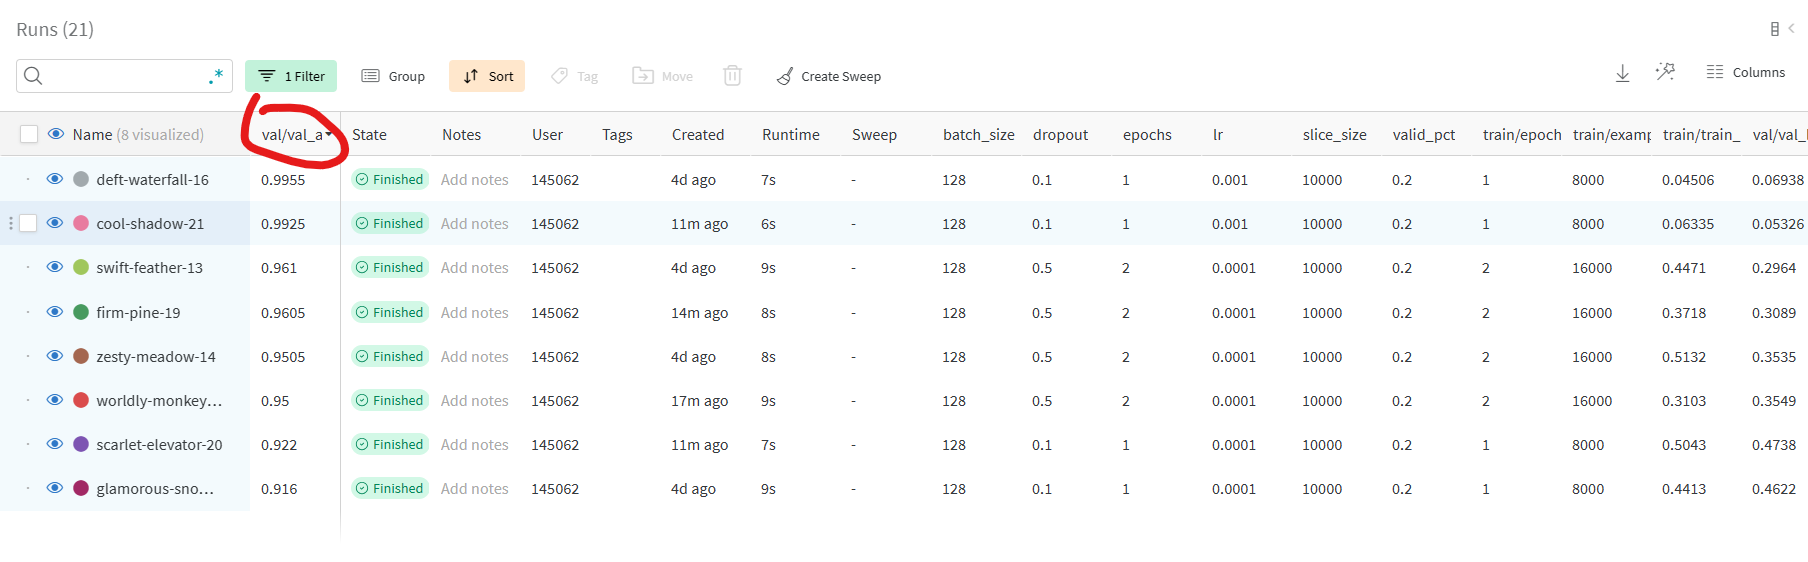 Runs (21)
.* 1 Filter Group Sort Tag Move Create Sweep Columns
Name (8 visualized) val/val_a State Notes User Tags Created Runtime Sweep batch_size dropout epochs lr slice_size valid_pct train/epoch train/examp train/train_ val/val_l
deft-waterfall-16 0.9955 Finished Add notes 145062 4d ago 7s - 128 0.1 1 0.001 10000 0.2 1 8000 0.04506 0.06938
cool-shadow-21 0.9925 Finished Add notes 145062 11m ago 6s - 128 0.1 1 0.001 10000 0.2 1 8000 0.06335 0.05326
swift-feather-13 0.961 Finished Add notes 145062 4d ago 9s - 128 0.5 2 0.0001 10000 0.2 2 16000 0.4471 0.2964
firm-pine-19 0.9605 Finished Add notes 145062 14m ago 8s - 128 0.5 2 0.0001 10000 0.2 2 16000 0.3718 0.3089
zesty-meadow-14 0.9505 Finished Add notes 145062 4d ago 8s - 128 0.5 2 0.0001 10000 0.2 2 16000 0.5132 0.3535
worldly-monkey... 0.95 Finished Add notes 145062 17m ago 9s - 128 0.5 2 0.0001 10000 0.2 2 16000 0.3103 0.3549
scarlet-elevator-20 0.922 Finished Add notes 145062 11m ago 7s - 128 0.1 1 0.0001 10000 0.2 1 8000 0.5043 0.4738
glamorous-sno... 0.916 Finished Add notes 145062 4d ago 9s - 128 0.1 1 0.0001 10000 0.2 1 8000 0.4413 0.4622